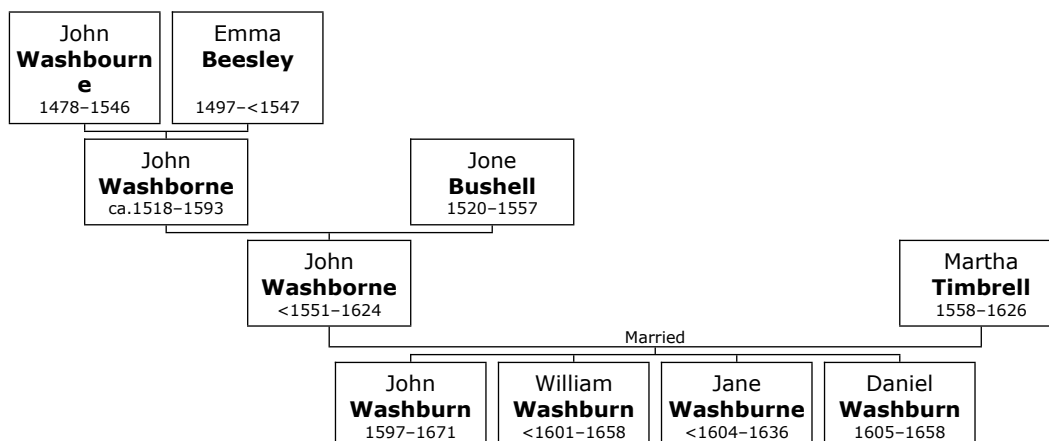 John
Washbourn
e
1478–1546
Emma
Beesley
1497–<1547
John
Washborne
ca.1518–1593
Jone
Bushell
1520–1557
John
Washborne
<1551–1624
Martha
Timbrell
1558–1626
Married
John
Washburn
1597–1671
William
Washburn
<1601–1658
Jane
Washburne
<1604–1636
Daniel
Washburn
1605–1658